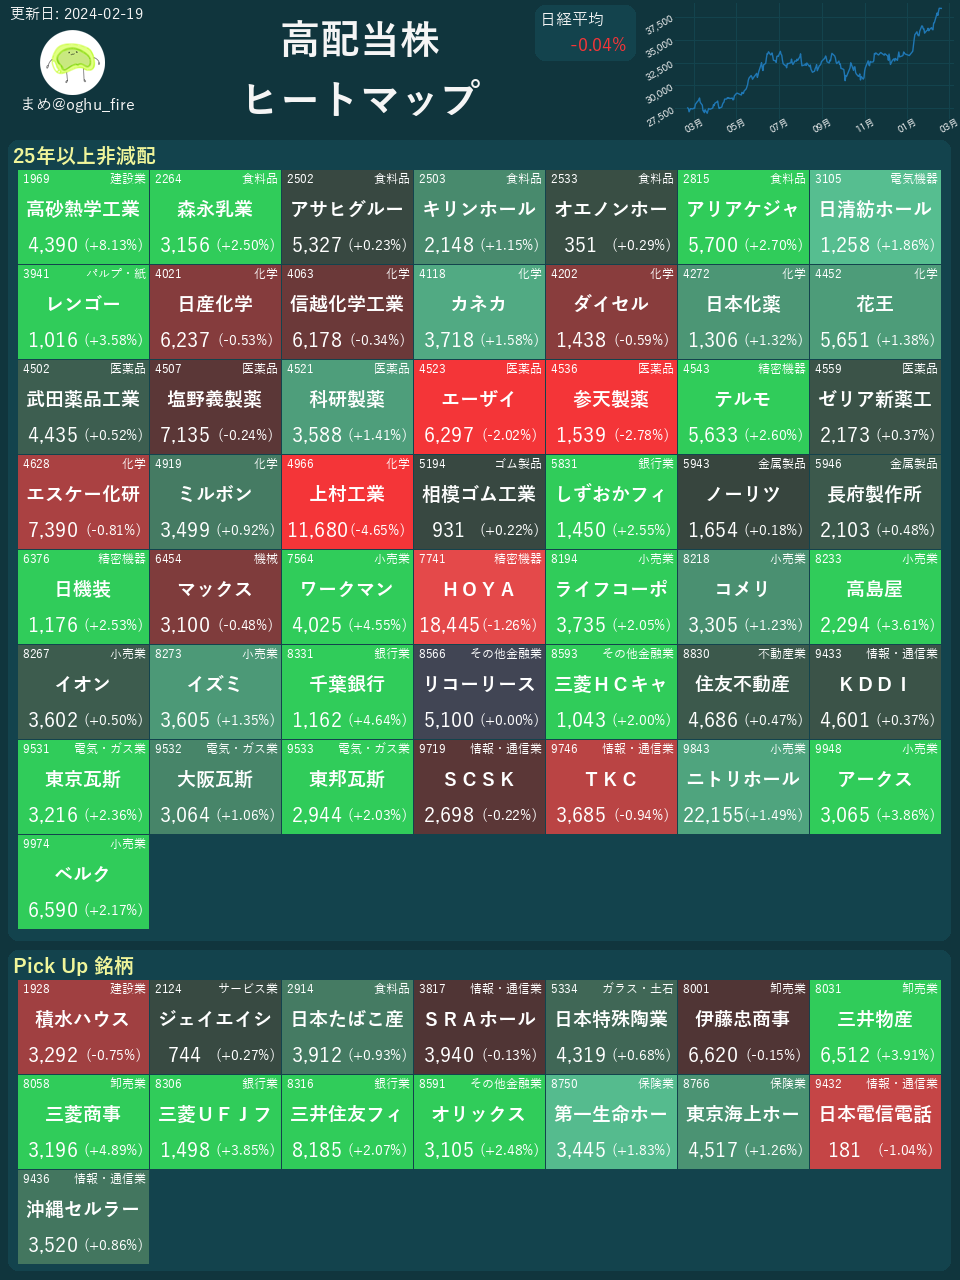 更新日: 2024-02-19
まめ@oghu_fire
高配当株
ヒートマップ
日経平均
-0.04%
37,500
35,000
32,500
30,000
27,500
03月 05月 07月 09月 11月 01月 03月
25年以上非減配
1969 建設業 2264 食料品 2502 食料品 2503 食料品 2533 食料品 2815 食料品 3105 電気機器
高砂熱学工業 森永乳業 アサヒグルー キリンホール オエノンホー アリアケジャ 日清紡ホール
4,390 (+8.13%) 3,156 (+2.50%) 5,327 (+0.23%) 2,148 (+1.15%) 351 (+0.29%) 5,700 (+2.70%) 1,258 (+1.86%)
3941 パルプ・紙 4021 化学 4063 化学 4118 化学 4202 化学 4272 化学 4452 化学
レンゴー 日産化学 信越化学工業 カネカ ダイセル 日本化薬 花王
1,016 (+3.58%) 6,237 (-0.53%) 6,178 (-0.34%) 3,718 (+1.58%) 1,438 (-0.59%) 1,306 (+1.32%) 5,651 (+1.38%)
4502 医薬品 4507 医薬品 4521 医薬品 4523 医薬品 4536 医薬品 4543 精密機器 4559 医薬品
武田薬品工業 塩野義製薬 科研製薬 エーザイ 参天製薬 テルモ ゼリア新薬工
4,435 (+0.52%) 7,135 (-0.24%) 3,588 (+1.41%) 6,297 (-2.02%) 1,539 (-2.78%) 5,633 (+2.60%) 2,173 (+0.37%)
4628 化学 4919 化学 4966 化学 5194 ゴム製品 5831 銀行業 5943 金属製品 5946 金属製品
エスケー化研 ミルボン 上村工業 相模ゴム工業 しずおかフィ ノーリツ 長府製作所
7,390 (-0.81%) 3,499 (+0.92%) 11,680 (-4.65%) 931 (+0.22%) 1,450 (+2.55%) 1,654 (+0.18%) 2,103 (+0.48%)
6376 精密機器 6454 機械 7564 小売業 7741 精密機器 8194 小売業 8218 小売業 8233 小売業
日機装 マックス ワークマン ＨＯＹＡ ライフコーポ コメリ 高島屋
1,176 (+2.53%) 3,100 (-0.48%) 4,025 (+4.55%) 18,445 (-1.26%) 3,735 (+2.05%) 3,305 (+1.23%) 2,294 (+3.61%)
8267 小売業 8273 小売業 8331 銀行業 8566 その他金融業 8593 その他金融業 8830 不動産業 9433 情報・通信業
イオン イズミ 千葉銀行 リコーリース 三菱ＨＣキャ 住友不動産 ＫＤＤＩ
3,602 (+0.50%) 3,605 (+1.35%) 1,162 (+4.64%) 5,100 (+0.00%) 1,043 (+2.00%) 4,686 (+0.47%) 4,601 (+0.37%)
9531 電気・ガス業 9532 電気・ガス業 9533 電気・ガス業 9719 情報・通信業 9746 情報・通信業 9843 小売業 9948 小売業
東京瓦斯 大阪瓦斯 東邦瓦斯 ＳＣＳＫ ＴＫＣ ニトリホール アークス
3,216 (+2.36%) 3,064 (+1.06%) 2,944 (+2.03%) 2,698 (-0.22%) 3,685 (-0.94%) 22,155 (+1.49%) 3,065 (+3.86%)
9974 小売業
ベルク
6,590 (+2.17%)
Pick Up 銘柄
1928 建設業 2124 サービス業 2914 食料品 3817 情報・通信業 5334 ガラス・土石 8001 卸売業 8031 卸売業
積水ハウス ジェイエイシ 日本たばこ産 ＳＲＡホール 日本特殊陶業 伊藤忠商事 三井物産
3,292 (-0.75%) 744 (+0.27%) 3,912 (+0.93%) 3,940 (-0.13%) 4,319 (+0.68%) 6,620 (-0.15%) 6,512 (+3.91%)
8058 卸売業 8306 銀行業 8316 銀行業 8591 その他金融業 8750 保険業 8766 保険業 9432 情報・通信業
三菱商事 三菱ＵＦＪフ 三井住友フィ オリックス 第一生命ホー 東京海上ホー 日本電信電話
3,196 (+4.89%) 1,498 (+3.85%) 8,185 (+2.07%) 3,105 (+2.48%) 3,445 (+1.83%) 4,517 (+1.26%) 181 (-1.04%)
9436 情報・通信業
沖縄セルラー
3,520 (+0.86%)